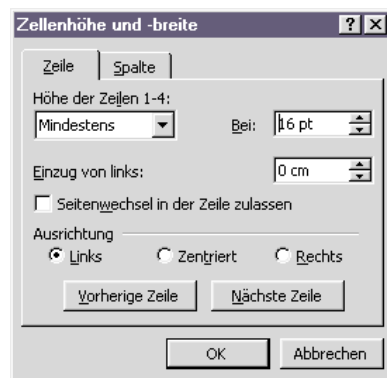 Zellenhöhe und -breite
Zeile Spalte
Höhe der Zeilen 1-4:
Mindestens Bei: 16 pt
Einzug von links: 0 cm
Seitenwechsel in der Zeile zulassen
Ausrichtung
Links Zentriert Rechts
Vorherige Zeile Nächste Zeile
OK Abbrechen